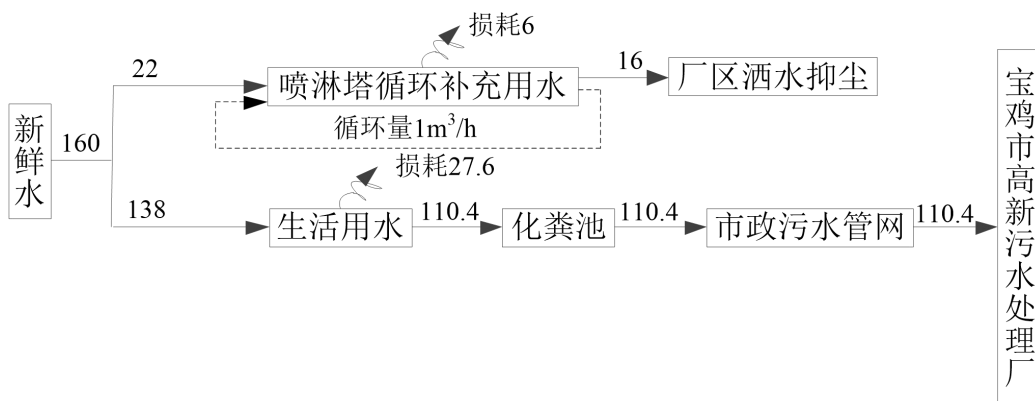 损耗6
22
16
喷淋塔循环补充用水
厂区洒水抑尘
循环量1m³/h
新鲜水
160
损耗27.6
138
生活用水
110.4
化粪池
110.4
市政污水管网
110.4
宝鸡市高新污水处理厂